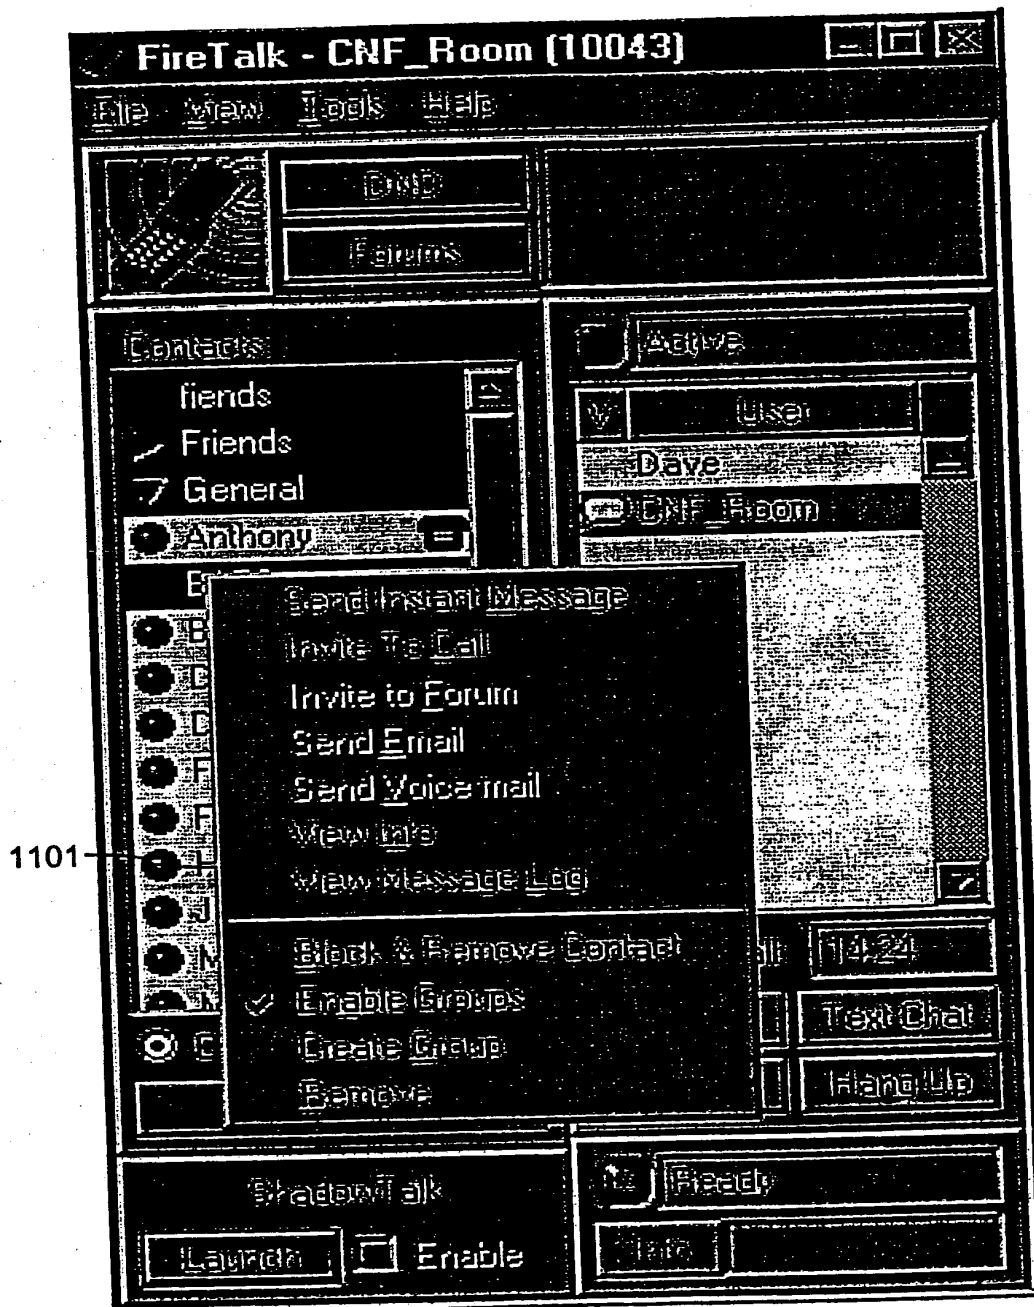 FireTalk - CNF_Room (10043)
File View Tools Help
DND
Forums
Contacts
Active
fiends
Friends
General
Anthony
User
Dave
CNF_Room
Send Instant Message
Invite To Call
Invite to Forum
Send Email
Send Voice mail
View Info
View Message Log
1101
Block & Remove Contact
Enable Groups
Create Group
Remove
14:24
Text Chat
Hang Up
ShadowTalk
Launch
Enable
Ready